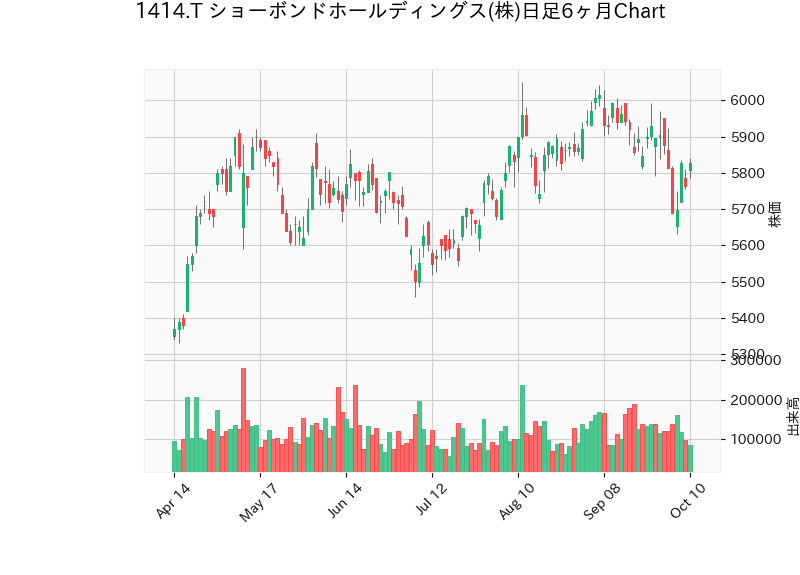 1414.T ショーボンドホールディングス(株)日足6ヶ月Chart
6000
5900
5800
5700
5600
5500
5400
5300
株価
300000
200000
100000
出来高
Apr 14
May 17
Jun 14
Jul 12
Aug 10
Sep 08
Oct 10